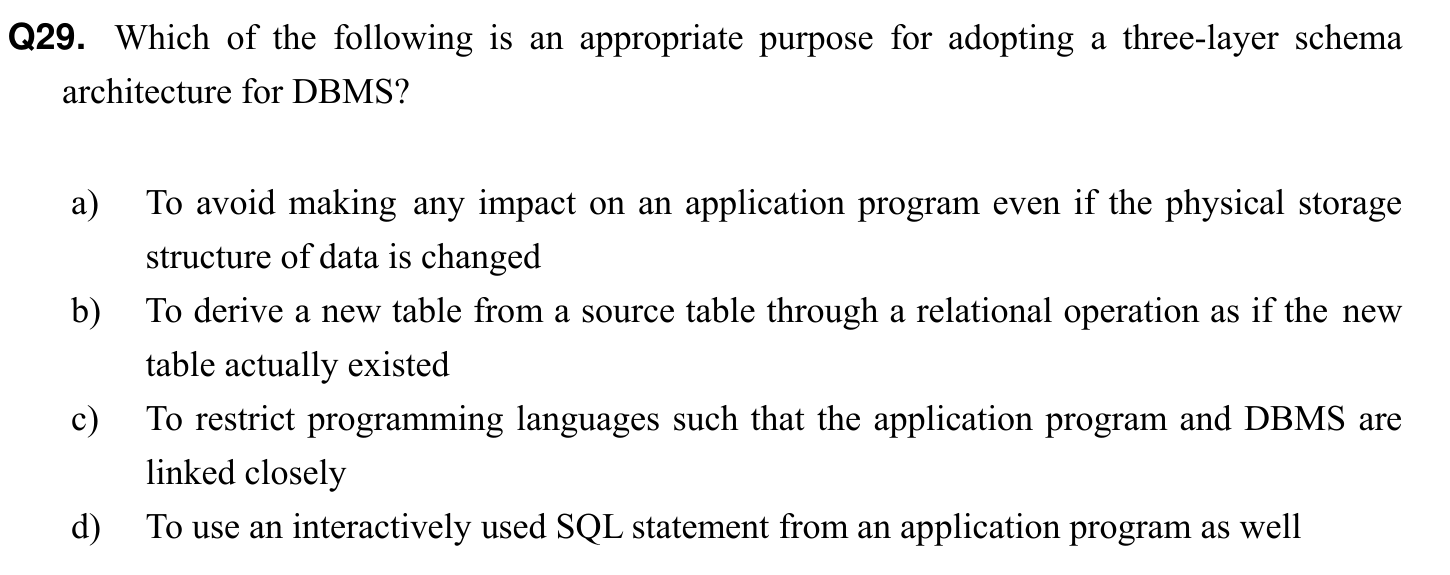 Q29. Which of the following is an appropriate purpose for adopting a three-layer schema
architecture for DBMS?
a) To avoid making any impact on an application program even if the physical storage
structure of data is changed
b) To derive a new table from a source table through a relational operation as if the new
table actually existed
c) To restrict programming languages such that the application program and DBMS are
linked closely
d) To use an interactively used SQL statement from an application program as well